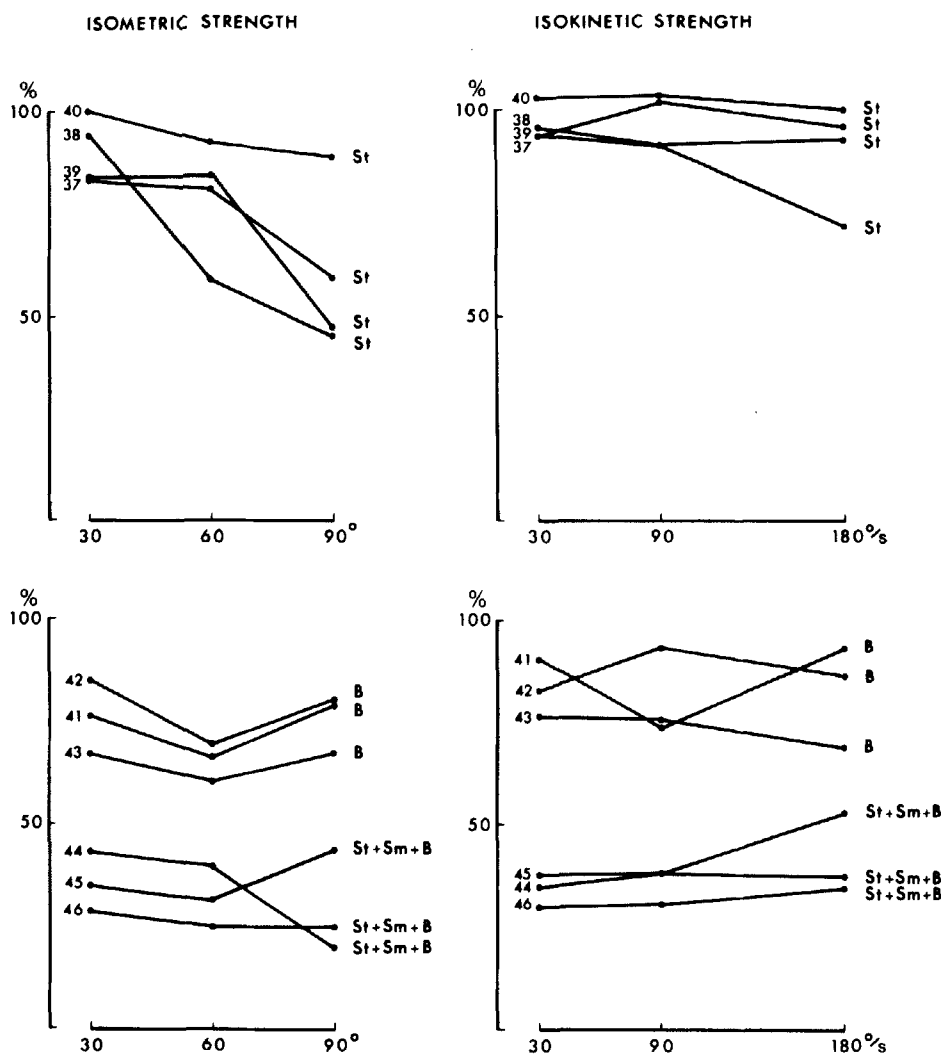 ISOMETRIC STRENGTH
%
100
50
40
38
39
37
St
St
St
St
30 60 90°
ISOKINETIC STRENGTH
%
100
50
40
38
39
37
St
St
St
St
30 90 180°/s
%
100
50
42
41
43
44
45
46
B
B
B
St+Sm+B
St+Sm+B
St+Sm+B
30 60 90°
%
100
50
41
42
43
45
44
46
B
B
B
St+Sm+B
St+Sm+B
St+Sm+B
30 90 180°/s